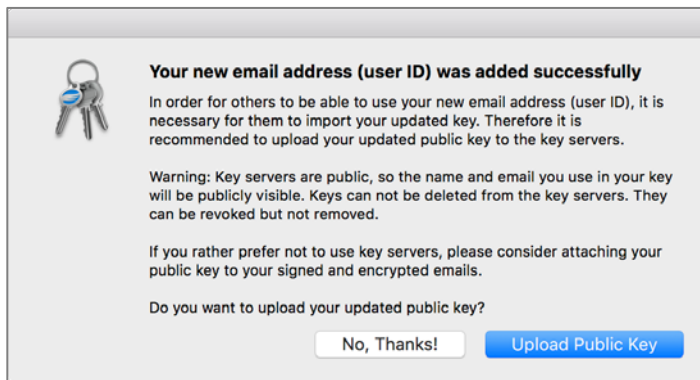 Your new email address (user ID) was added successfully
In order for others to be able to use your new email address (user ID), it is
necessary for them to import your updated key. Therefore it is
recommended to upload your updated public key to the key servers.
Warning: Key servers are public, so the name and email you use in your key
will be publicly visible. Keys can not be deleted from the key servers. They
can be revoked but not removed.
If you rather prefer not to use key servers, please consider attaching your
public key to your signed and encrypted emails.
Do you want to upload your updated public key?
No, Thanks! Upload Public Key